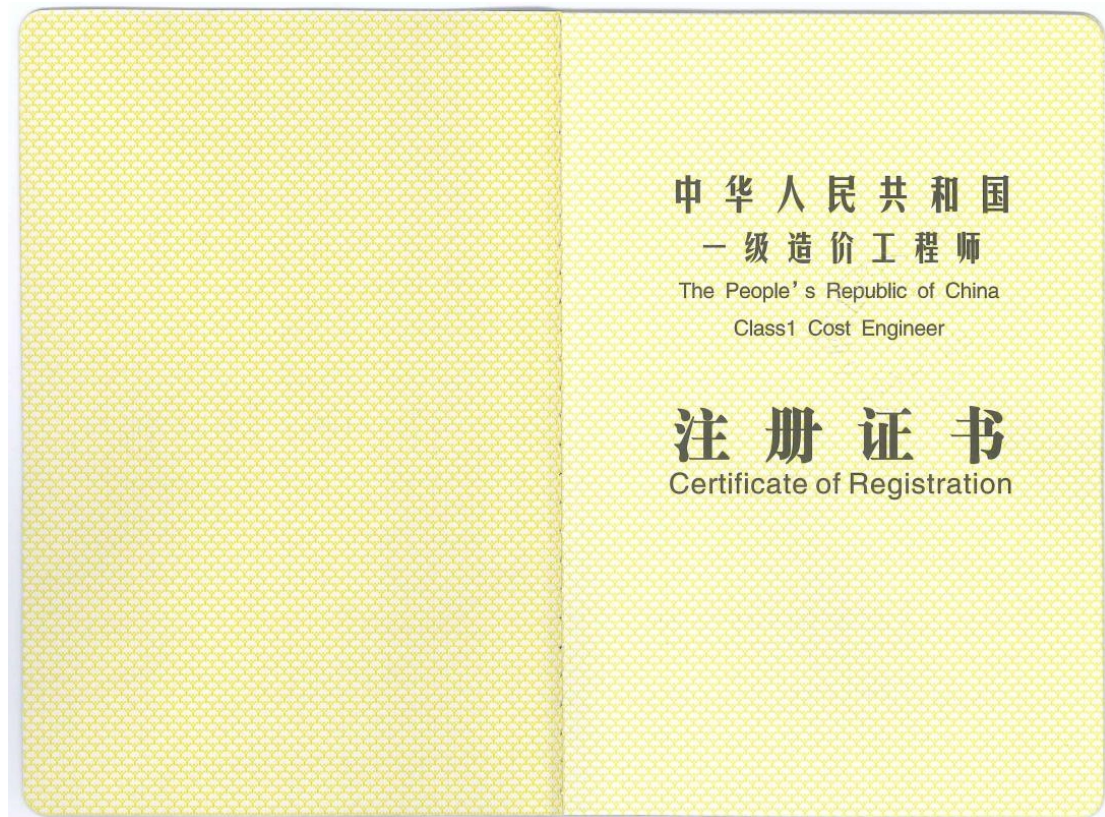 中华人民共和国
一级造价工程师
The People's Republic of China
Class1 Cost Engineer
注册证书
Certificate of Registration